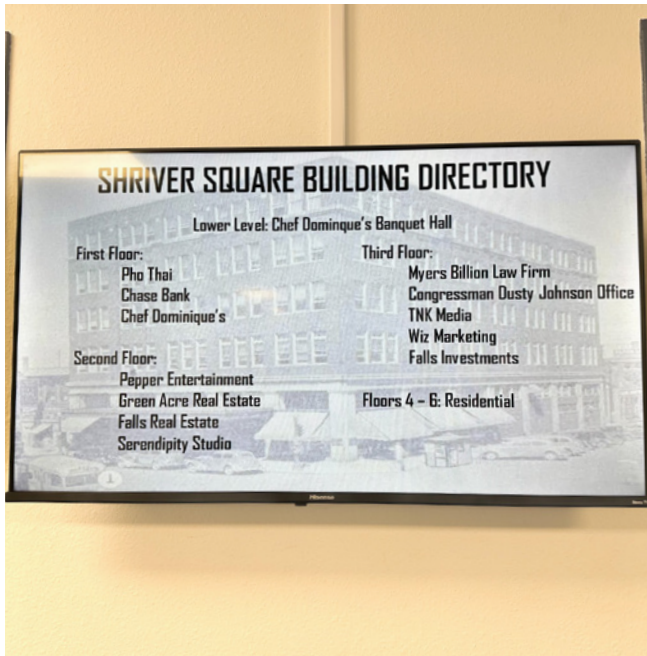 SHRIVER SQUARE BUILDING DIRECTORY
Lower Level: Chef Dominque's Banquet Hall
First Floor:
Pho Thai
Chase Bank
Chef Dominique's
Second Floor:
Pepper Entertainment
Green Acre Real Estate
Falls Real Estate
Serendipity Studio
Third Floor:
Myers Billion Law Firm
Congressman Dusty Johnson Office
TNK Media
Wiz Marketing
Falls Investments
Floors 4 – 6: Residential
Hisense